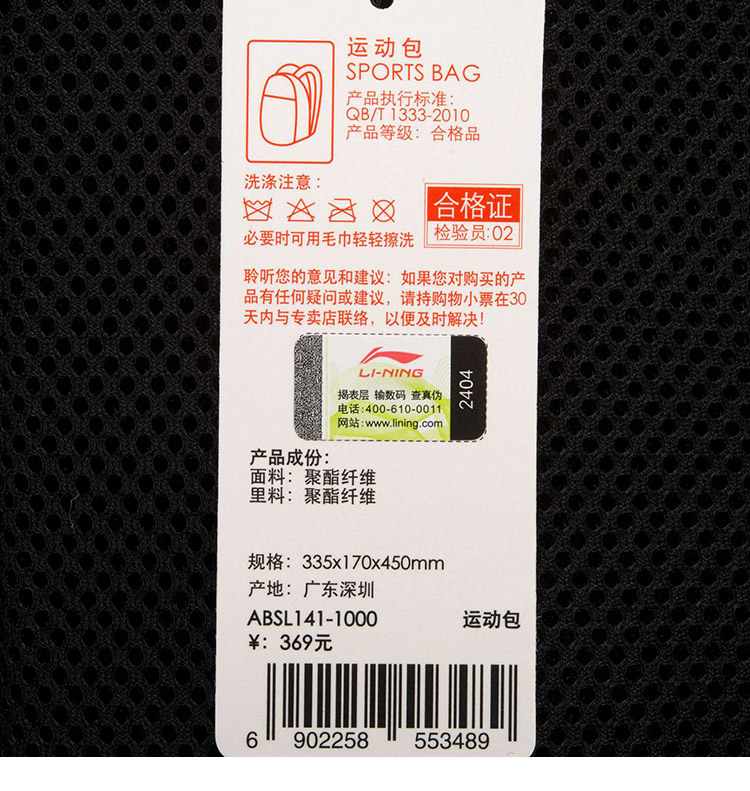 运动包
SPORTS BAG
产品执行标准：
QB/T 1333-2010
产品等级：合格品
洗涤注意：
必要时可用毛巾轻轻擦洗
合格证
检验员:02
聆听您的意见和建议：如果您对购买的产
品有任何疑问或建议，请持购物小票在30
天内与专卖店联络，以便及时解决！
LI-NING
揭表层 输数码 查真伪
电话:400-610-0011
网站:www.lining.com
2404
产品成份：
面料：聚酯纤维
里料：聚酯纤维
规格：335x170x450mm
产地：广东深圳
ABSL141-1000 运动包
¥：369元
6 902258 553489